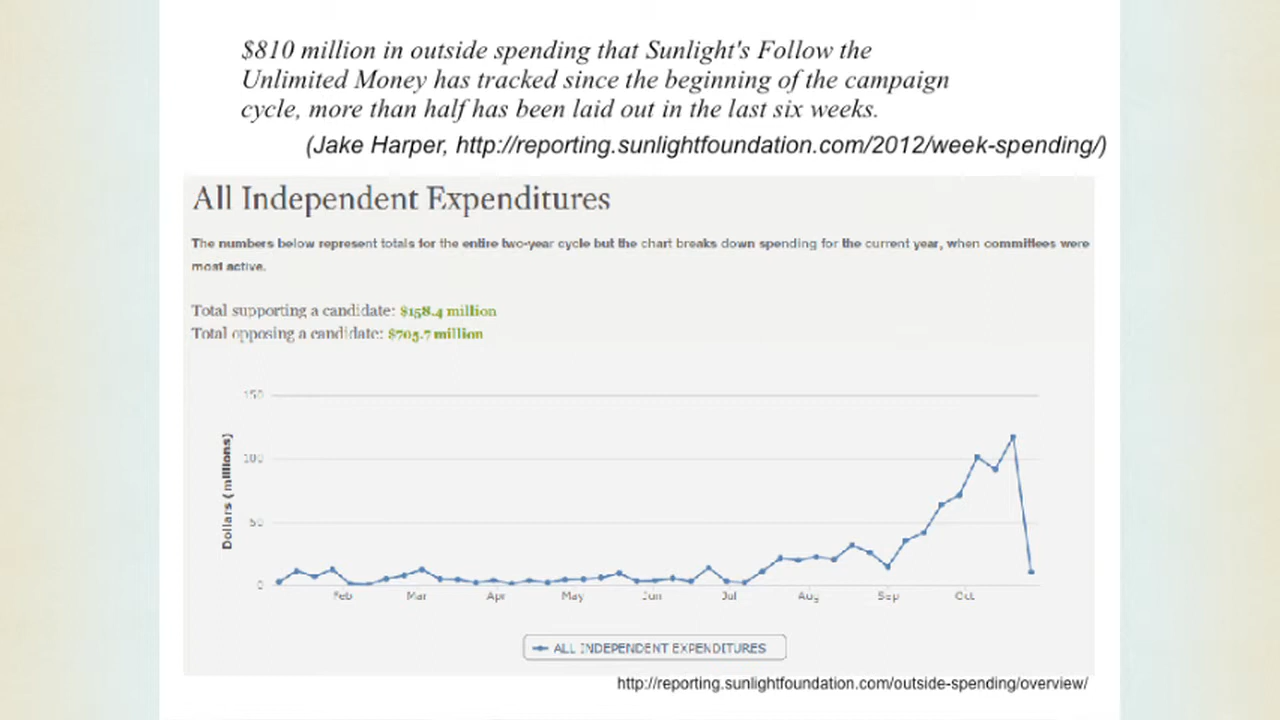 $810 million in outside spending that Sunlight's Follow the
Unlimited Money has tracked since the beginning of the campaign
cycle, more than half has been laid out in the last six weeks.
(Jake Harper, http://reporting.sunlightfoundation.com/2012/week-spending/)
All Independent Expenditures
The numbers below represent totals for the entire two-year cycle but the chart breaks down spending for the current year, when committees were
most active.
Total supporting a candidate: $158.4 million
Total opposing a candidate: $705.7 million
150
100
50
0
Dollars (millions)
Feb Mar Apr May Jun Jul Aug Sep Oct
ALL INDEPENDENT EXPENDITURES
http://reporting.sunlightfoundation.com/outside-spending/overview/